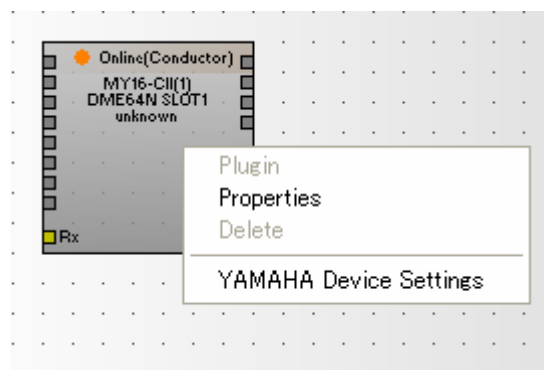 Online(Conductor)
MY16-CII(1)
DME64N SLOT1
unknown
Rx
Plugin
Properties
Delete
YAMAHA Device Settings